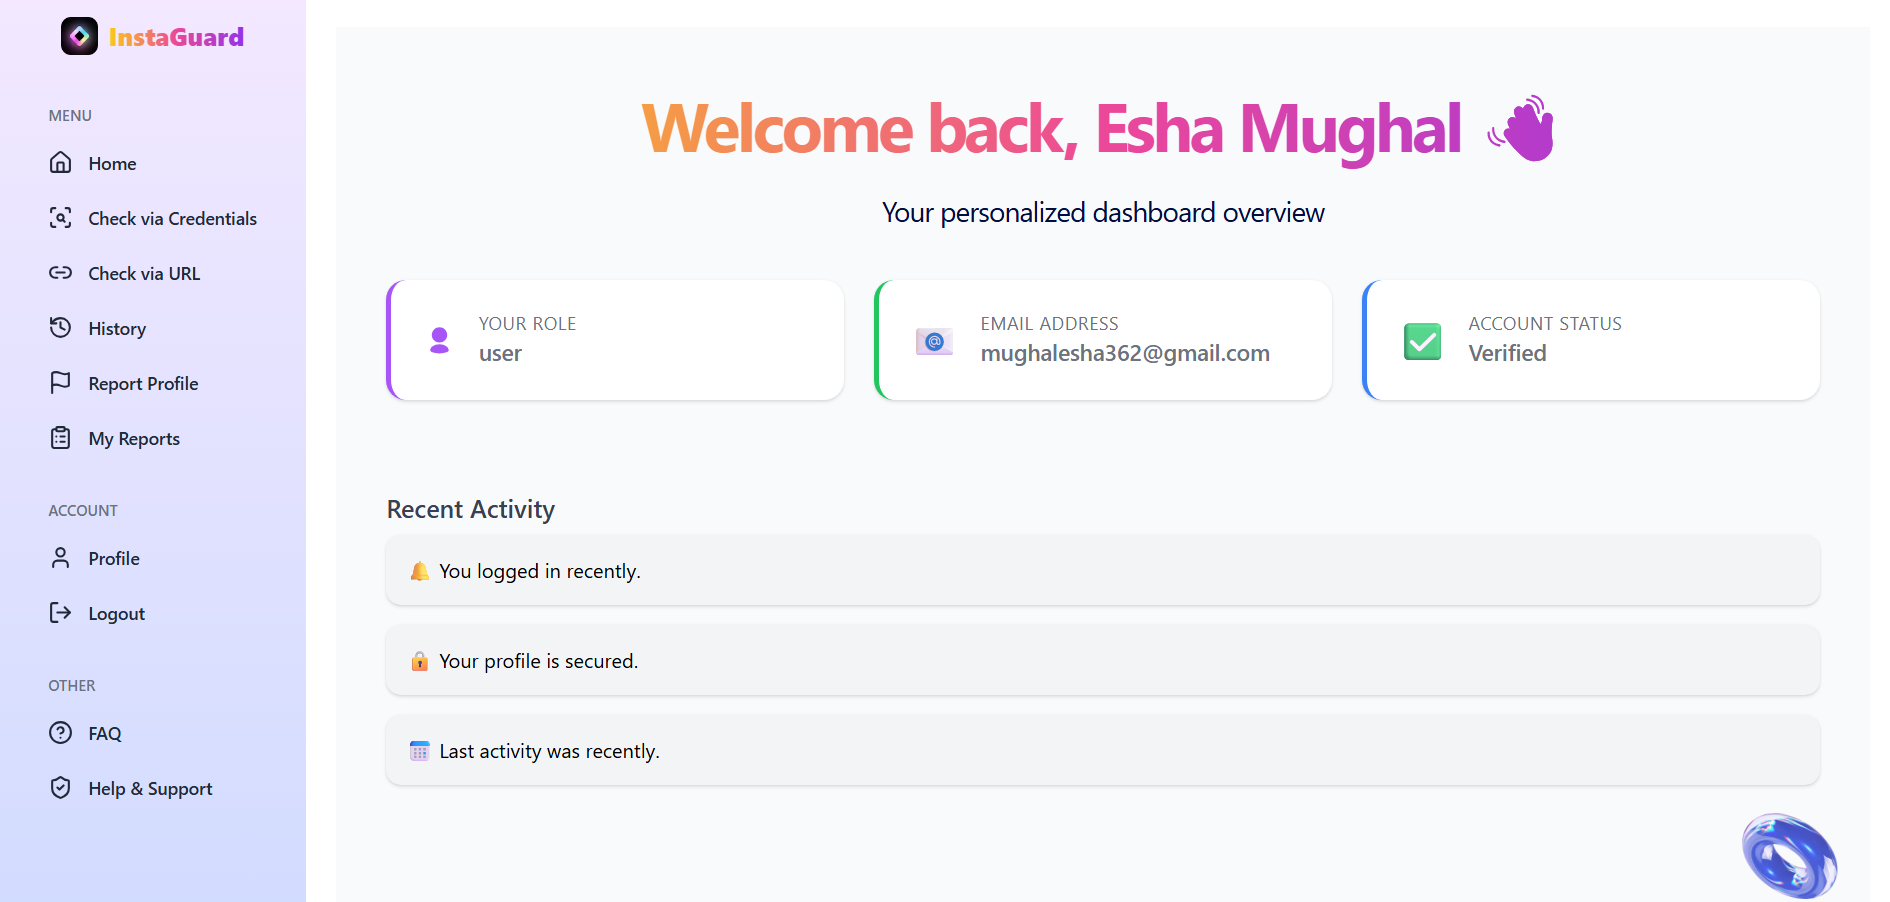 InstaGuard
MENU
Home
Check via Credentials
Check via URL
History
Report Profile
My Reports
ACCOUNT
Profile
Logout
OTHER
FAQ
Help & Support
Welcome back, Esha Mughal 👋
Your personalized dashboard overview
YOUR ROLE
user
EMAIL ADDRESS
mughalesha362@gmail.com
ACCOUNT STATUS
Verified
Recent Activity
🔔 You logged in recently.
🔒 Your profile is secured.
📅 Last activity was recently.